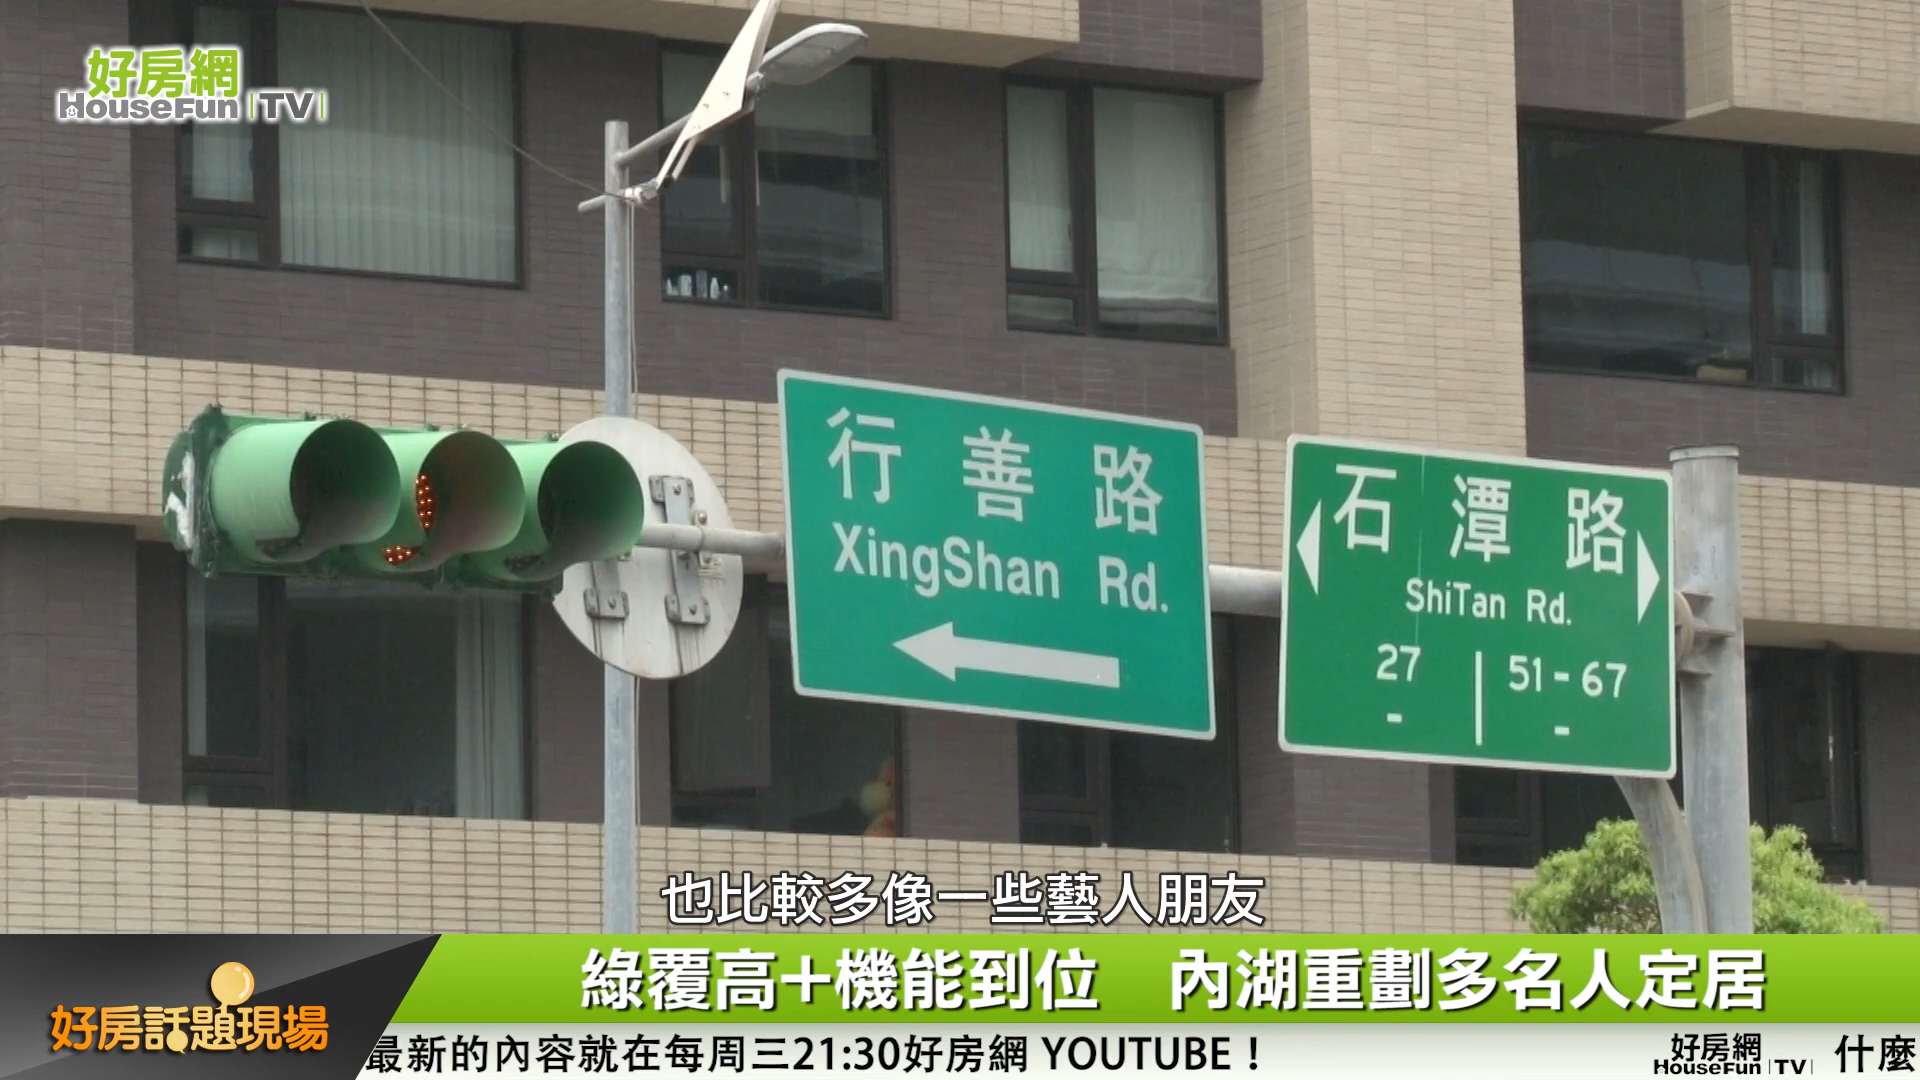 好房網
HouseFun TV
行善路
XingShan Rd.
石潭路
ShiTan Rd.
27 51-67
- -
也比較多像一些藝人朋友
綠覆高+機能到位 內湖重劃多名人定居
好房話題現場
最新的內容就在每周三21:30好房網 YOUTUBE！
好房網
HouseFun TV
什麼